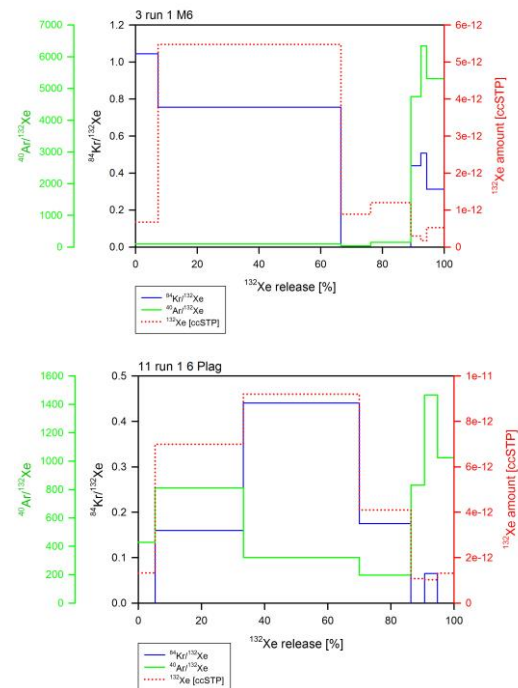 3 run 1 M6
7000
6000
5000
4000
3000
2000
1000
0
⁴⁰Ar/¹³²Xe
1.2
1.0
0.8
0.6
0.4
0.2
0.0
⁸⁴Kr/¹³²Xe
6e-12
5e-12
4e-12
3e-12
2e-12
1e-12
0
¹³²Xe amount [ccSTP]
0 20 40 60 80 100
¹³²Xe release [%]
⁸⁴Kr/¹³²Xe
⁴⁰Ar/¹³²Xe
¹³²Xe [ccSTP]
11 run 1 6 Plag
1600
1400
1200
1000
800
600
400
200
0
⁴⁰Ar/¹³²Xe
0.5
0.4
0.3
0.2
0.1
0.0
⁸⁴Kr/¹³²Xe
1e-11
8e-12
6e-12
4e-12
2e-12
0
¹³²Xe amount [ccSTP]
0 20 40 60 80 100
¹³²Xe release [%]
⁸⁴Kr/¹³²Xe
⁴⁰Ar/¹³²Xe
¹³²Xe [ccSTP]